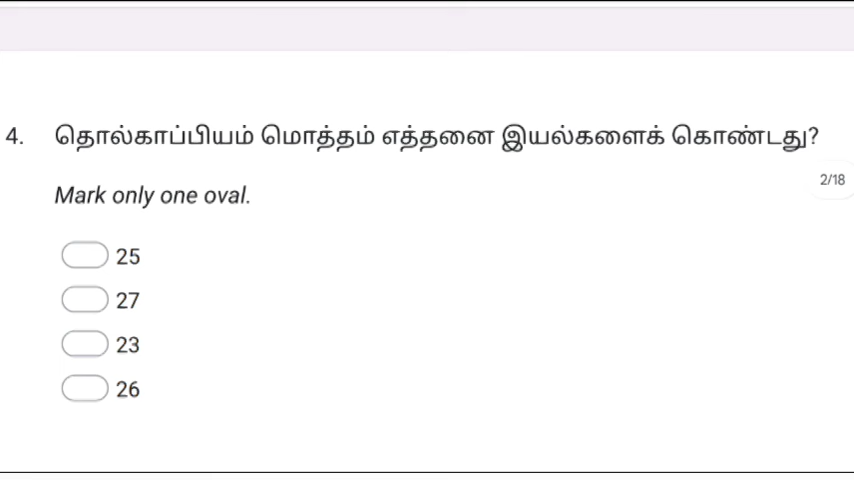 4. தொல்காப்பியம் மொத்தம் எத்தனை இயல்களைக் கொண்டது?
2/18
Mark only one oval.
25
27
23
26